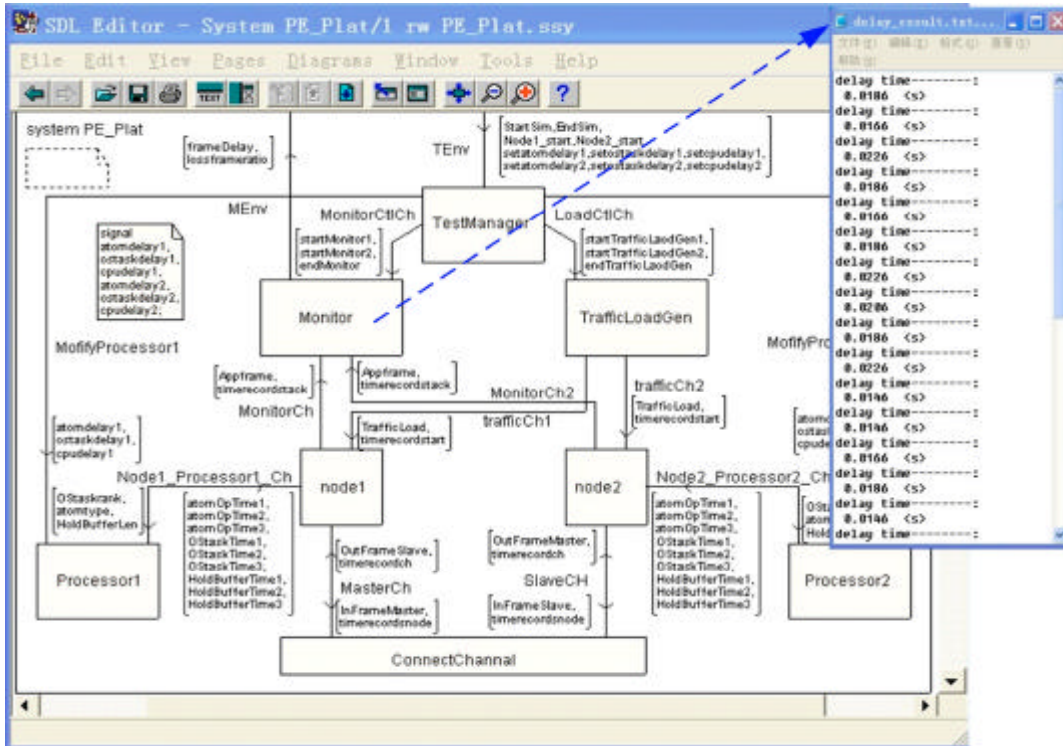 SDL Editor - System PE_Plat/1 rw PE_Plat.ssy
File Edit View Pages Diagrams Window Tools Help
TEXT
?
system PE_Plat
[frameDelay,
lossframeratio]
MEnv
TEnv
[StartSim,EndSim,
Node1_start,Node2_start
setatomdelay1,setostaskdelay1,setcpudelay1,
setatomdelay2,setostaskdelay2,setcpudelay2]
signal
atomdelay1,
ostaskdelay1,
cpudelay1,
atomdelay2,
ostaskdelay2,
cpudelay2;
MonitorCtlCh
[startMonitor1,
startMonitor2,
endMonitor]
TestManager
LoadCtlCh
[startTrafficLaodGen1,
startTrafficLaodGen2,
endTrafficLaodGen]
Monitor
TrafficLoadGen
MofifyProcessor1
MofifyPro
[Appframe,
timerecordstack]
MonitorCh
[Appframe,
timerecordstack]
MonitorCh2
trafficCh1
[TrafficLoad,
timerecordstart]
trafficCh2
[TrafficLoad,
timerecordstart]
[atomdelay1,
ostaskdelay1,
cpudelay1]
Node1_Processor1_Ch
[OStaskrank,
atomtype,
HoldBufferLen]
node1
node2
Node2_Processor2_Ch
[atomOpTime1,
atomOpTime2,
atomOpTime3,
OStaskTime1,
OStaskTime2,
OStaskTime3,
HoldBufferTime1,
HoldBufferTime2,
HoldBufferTime3]
[OutFrameSlave,
timerecordch]
MasterCh
[InFrameMaster,
timerecordsnode]
[OutFrameMaster,
timerecordch]
SlaveCH
[InFrameSlave,
timerecordsnode]
[atomOpTime1,
atomOpTime2,
atomOpTime3,
OStaskTime1,
OStaskTime2,
OStaskTime3,
HoldBufferTime1,
HoldBufferTime2,
HoldBufferTime3]
Processor1
Processor2
ConnectChannal
delay_result.txt...
delay time--------:
0.0186 <s>
delay time--------:
0.0166 <s>
delay time--------:
0.0226 <s>
delay time--------:
0.0186 <s>
delay time--------:
0.0166 <s>
delay time--------:
0.0186 <s>
delay time--------:
0.0226 <s>
delay time--------:
0.0206 <s>
delay time--------:
0.0186 <s>
delay time--------:
0.0226 <s>
delay time--------:
0.0146 <s>
delay time--------:
0.0146 <s>
delay time--------:
0.0166 <s>
delay time--------:
0.0186 <s>
delay time--------:
0.0146 <s>
delay time--------: